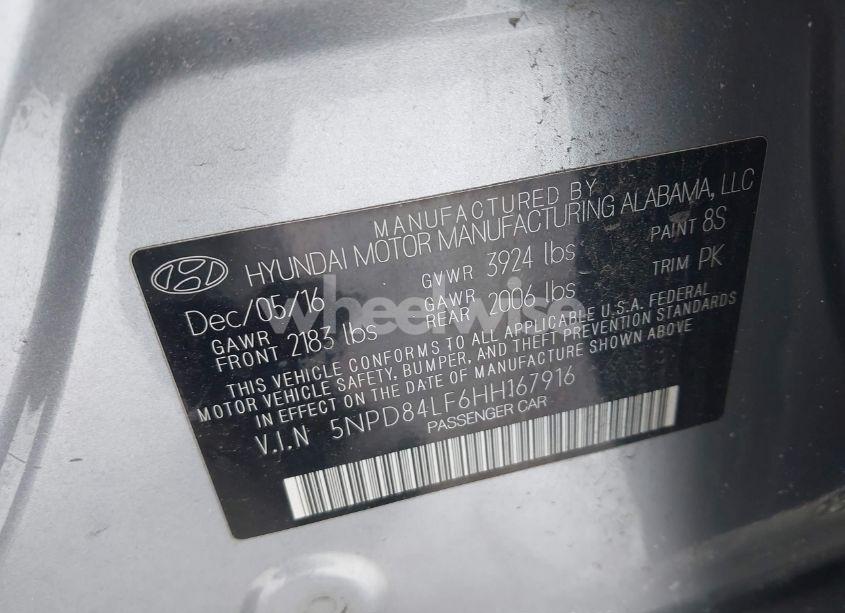 MANUFACTURED BY
HYUNDAI MOTOR MANUFACTURING ALABAMA, LLC
Dec/05/16 GVWR 3924 lbs PAINT 8S
GAWR FRONT 2183 lbs GAWR REAR 2006 lbs TRIM PK
THIS VEHICLE CONFORMS TO ALL APPLICABLE U.S.A. FEDERAL
MOTOR VEHICLE SAFETY, BUMPER, AND THEFT PREVENTION STANDARDS
IN EFFECT ON THE DATE OF MANUFACTURE SHOWN ABOVE
V.I.N 5NPD84LF6HH167916
PASSENGER CAR
wheelwise